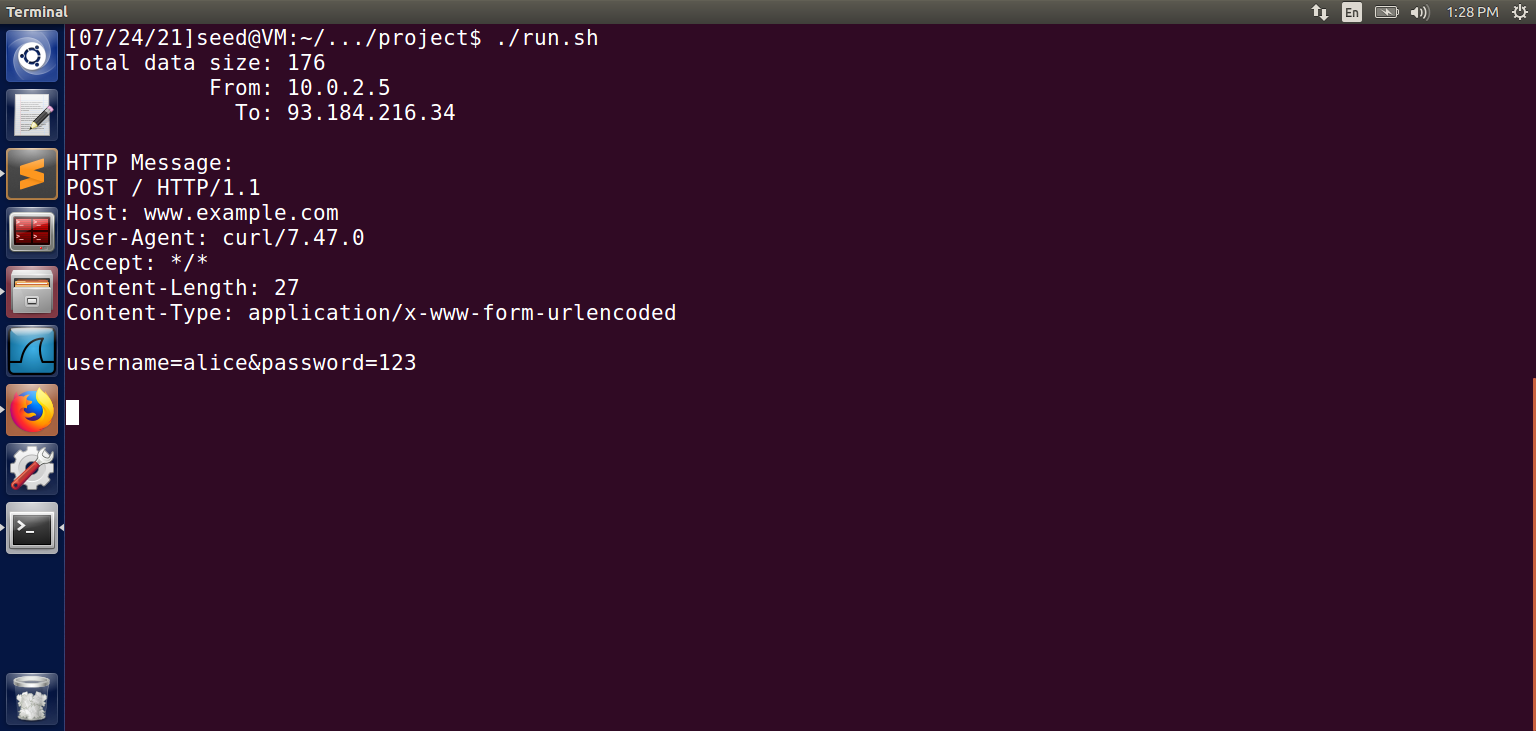 Terminal
En
1:28 PM
[07/24/21]seed@VM:~/.../project$ ./run.sh
Total data size: 176
From: 10.0.2.5
To: 93.184.216.34
HTTP Message:
POST / HTTP/1.1
Host: www.example.com
User-Agent: curl/7.47.0
Accept: */*
Content-Length: 27
Content-Type: application/x-www-form-urlencoded
username=alice&password=123